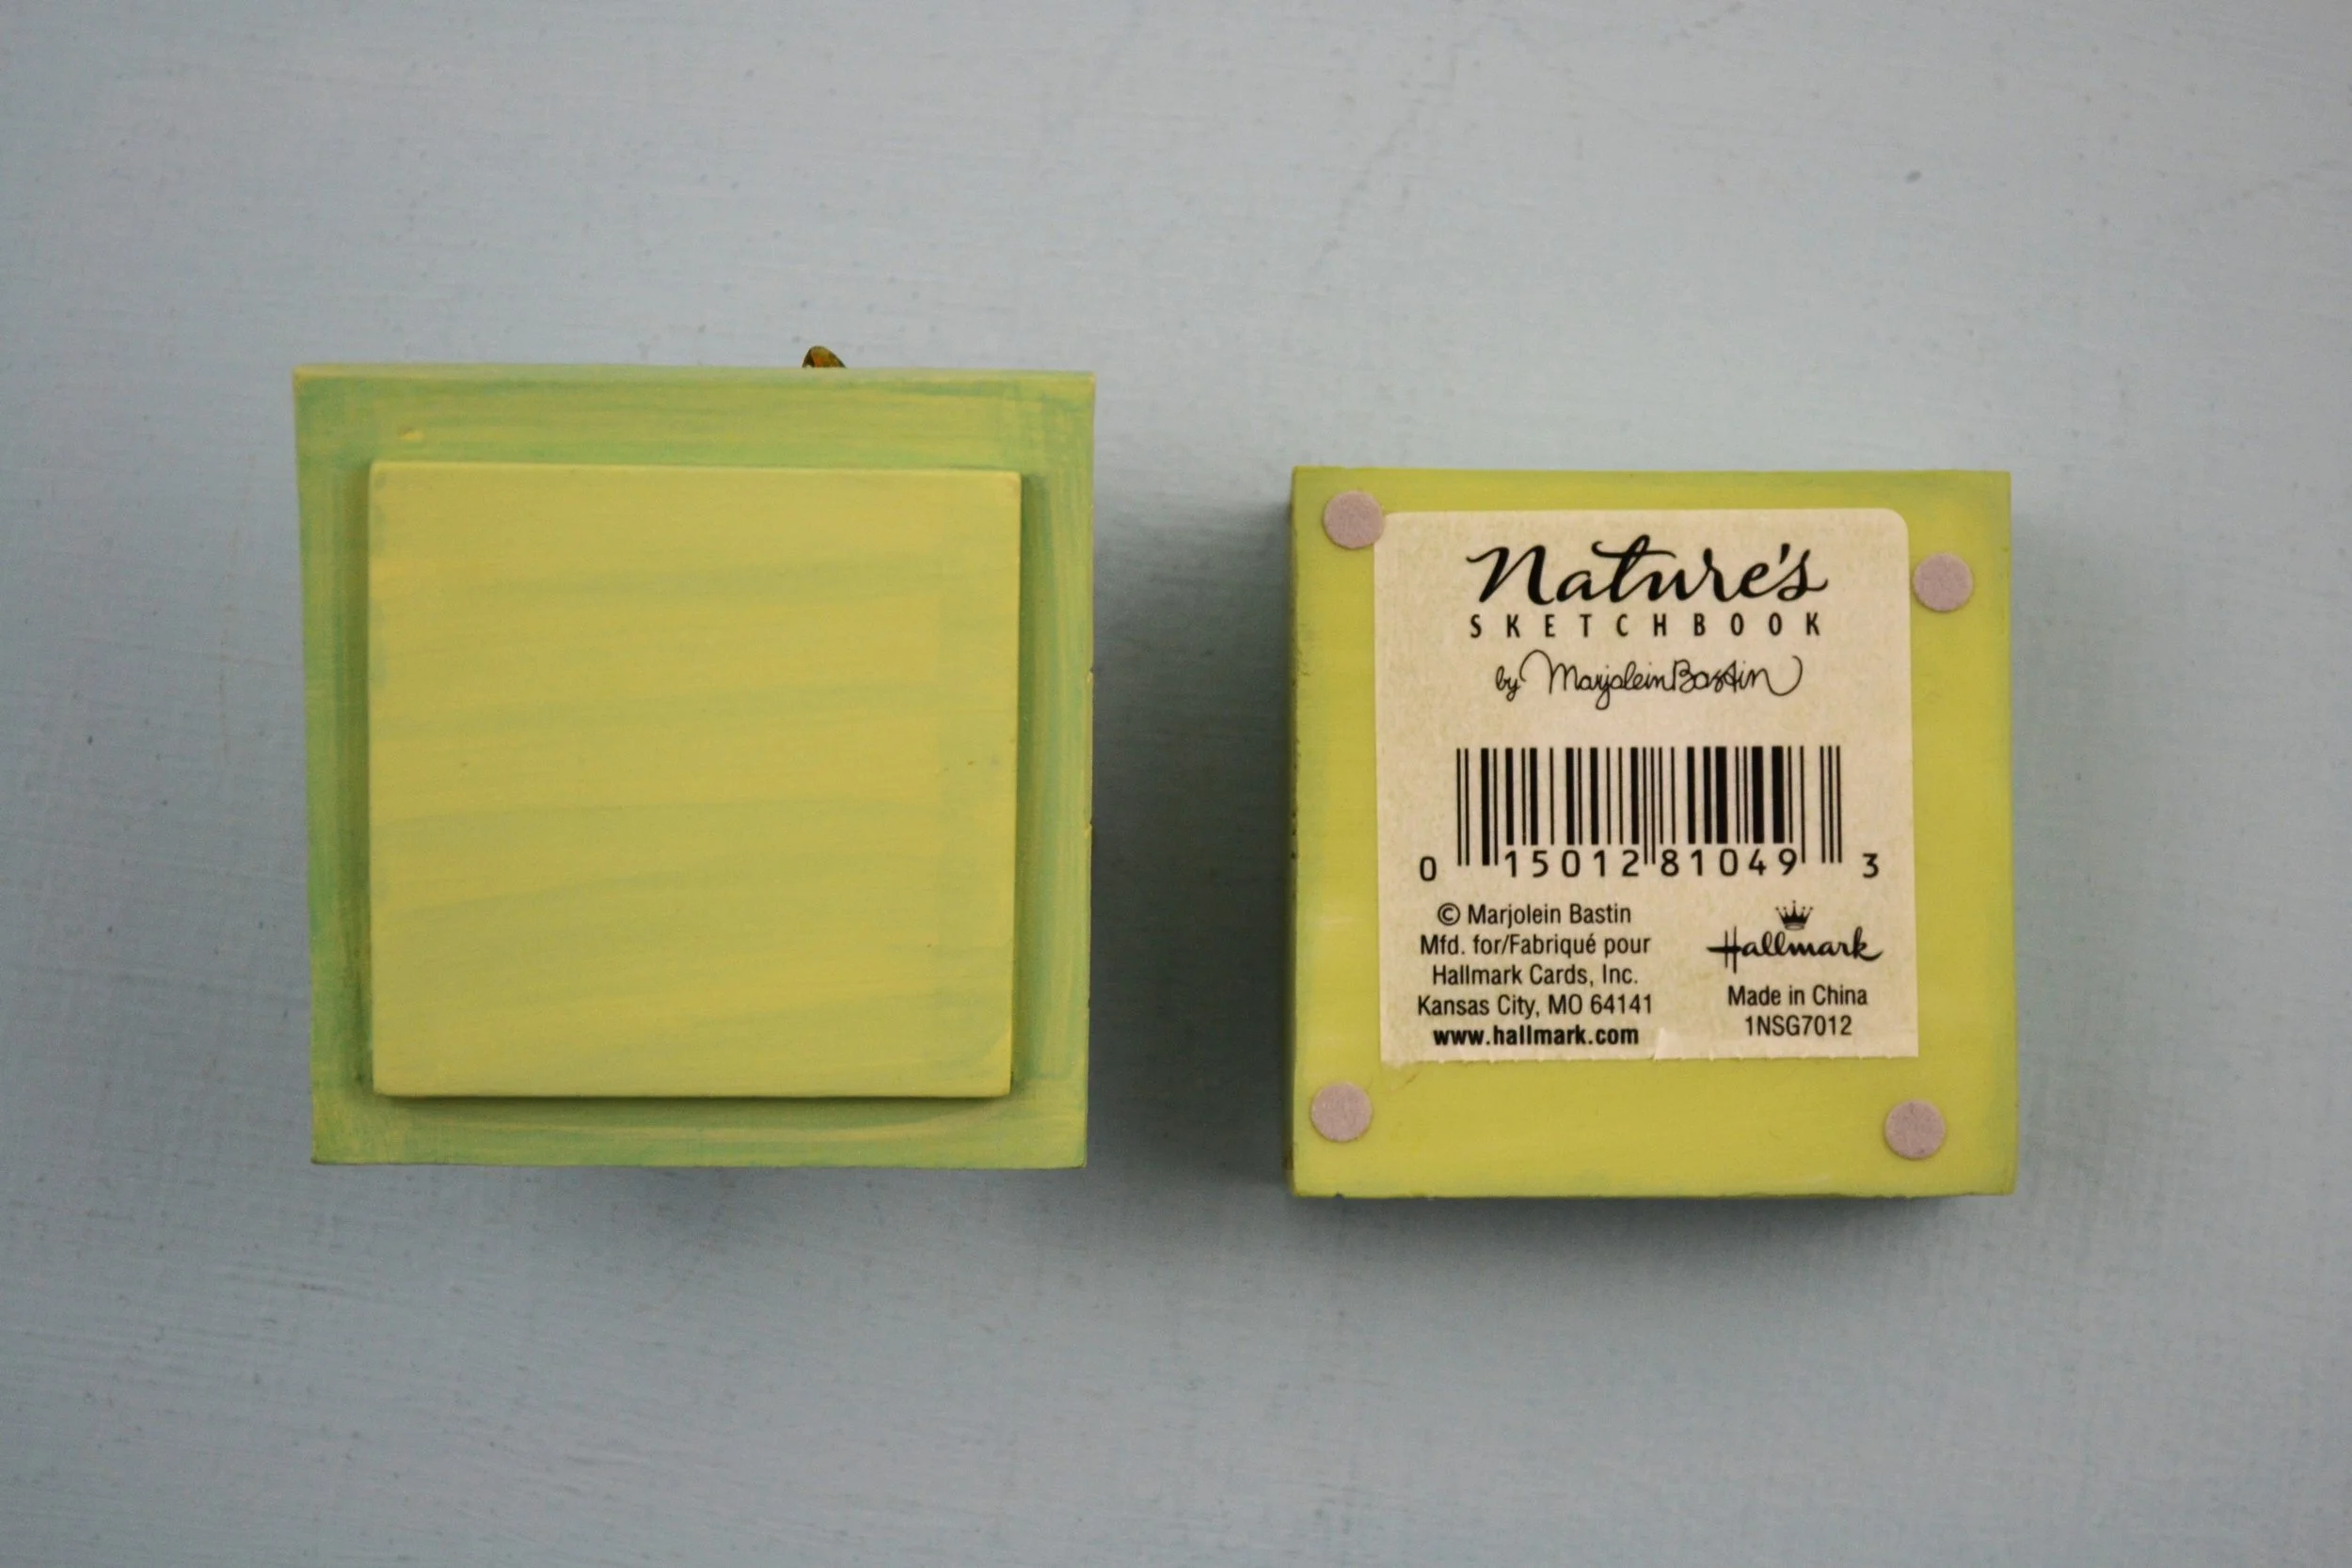 Nature's
SKETCHBOOK
by Marjolein Bastin
0 15012 81049 3
© Marjolein Bastin
Mfd. for/Fabriqué pour
Hallmark Cards, Inc.
Kansas City, MO 64141
www.hallmark.com
Hallmark
Made in China
1NSG7012